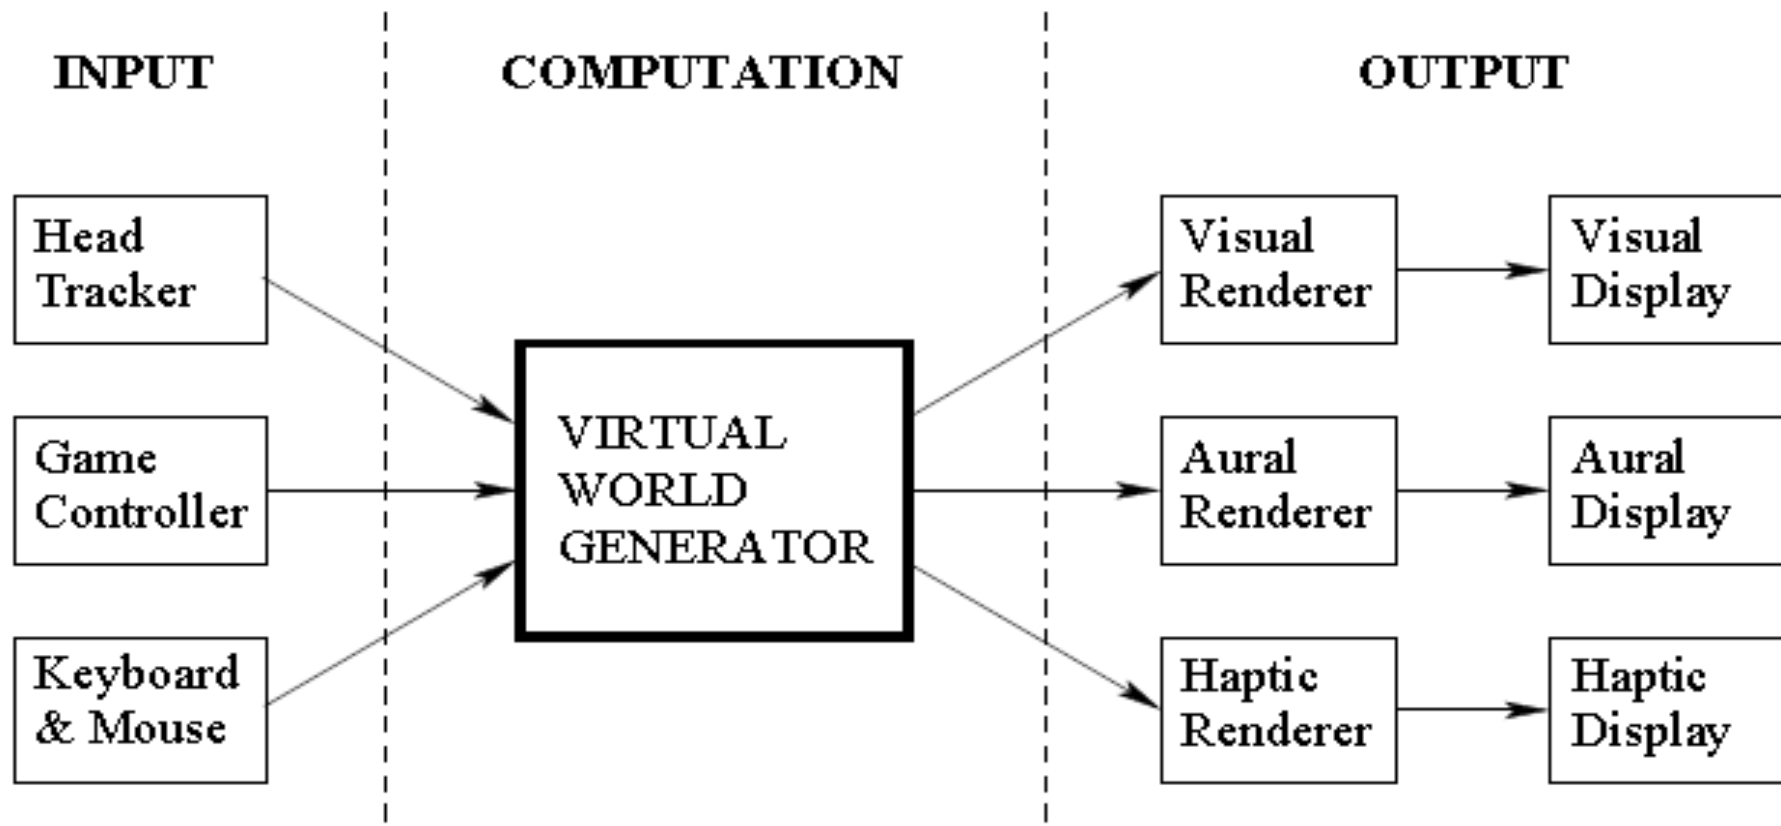 INPUT
COMPUTATION
OUTPUT
Head
Tracker
Game
Controller
Keyboard
& Mouse
VIRTUAL
WORLD
GENERATOR
Visual
Renderer
Visual
Display
Aural
Renderer
Aural
Display
Haptic
Renderer
Haptic
Display